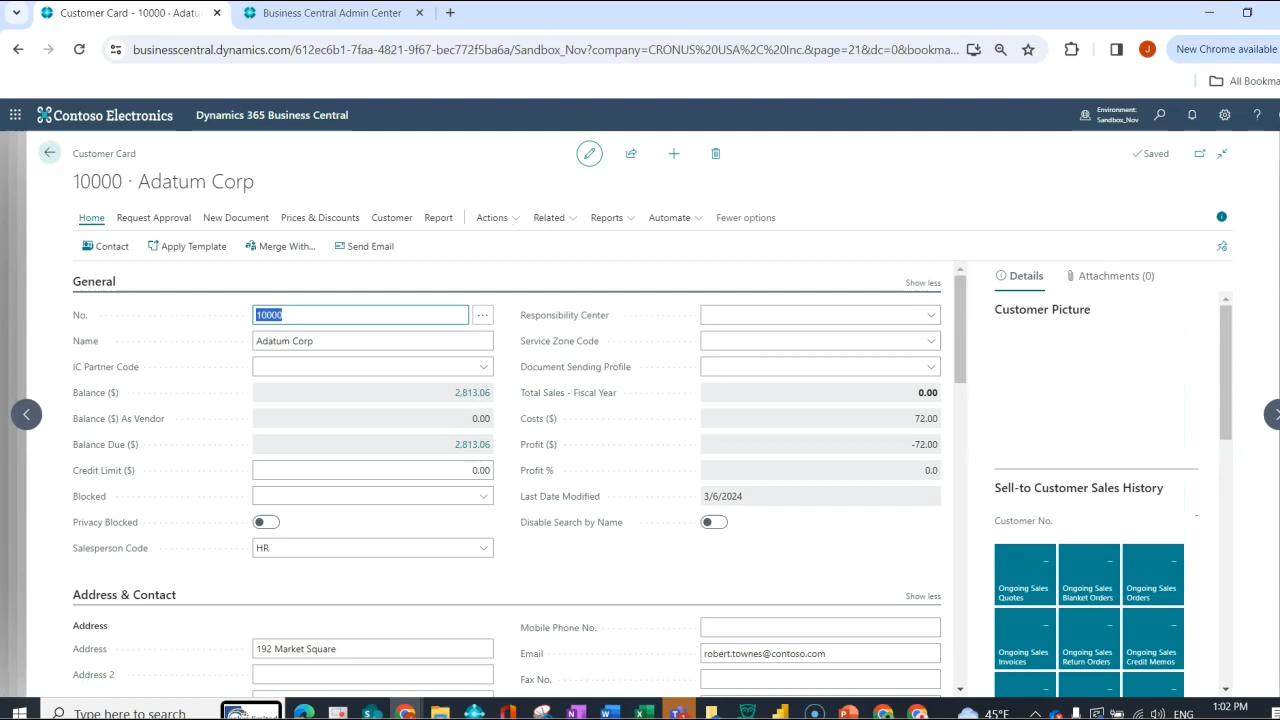 Customer Card - 10000 - Adatu
Business Central Admin Center
businesscentral.dynamics.com/612ec6b1-7faa-4821-9f67-bec772f5ba6a/Sandbox_Nov?company=CRONUS%20USA%2C%20Inc.&page=21&dc=0&bookma...
J
New Chrome available
All Bookma
Contoso Electronics
Dynamics 365 Business Central
Environment:
Sandbox_Nov
Customer Card
Saved
10000 · Adatum Corp
Home Request Approval New Document Prices & Discounts Customer Report Actions Related Reports Automate Fewer options
Contact Apply Template Merge With... Send Email
General
Show less
No. 10000
Name Adatum Corp
IC Partner Code
Balance ($) 2,813.06
Balance ($) As Vendor 0.00
Balance Due ($) 2,813.06
Credit Limit ($) 0.00
Blocked
Privacy Blocked
Salesperson Code HR
Responsibility Center
Service Zone Code
Document Sending Profile
Total Sales - Fiscal Year 0.00
Costs ($) 72.00
Profit ($) -72.00
Profit % 0.0
Last Date Modified 3/6/2024
Disable Search by Name
Address & Contact
Show less
Address
Address 192 Market Square
Address 2
Mobile Phone No.
Email robert.townes@contoso.com
Fax No.
Details
Attachments (0)
Customer Picture
Sell-to Customer Sales History
Customer No.
Ongoing Sales Quotes
Ongoing Sales Blanket Orders
Ongoing Sales Orders
Ongoing Sales Invoices
Ongoing Sales Return Orders
Ongoing Sales Credit Memos
Type here to search
45°F
ENG
1:02 PM